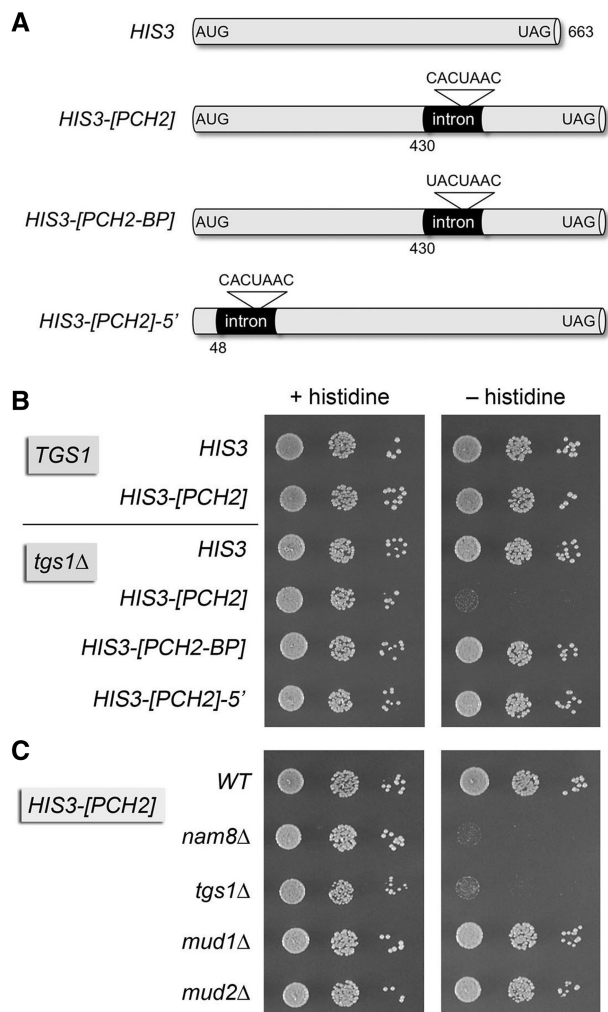 A
HIS3
AUG UAG 663
CACUAAC
HIS3-[PCH2]
AUG intron UAG
430
UACUAAC
HIS3-[PCH2-BP]
AUG intron UAG
430
CACUAAC
HIS3-[PCH2]-5'
intron UAG
48
B
+ histidine – histidine
TGS1
HIS3
HIS3-[PCH2]
tgs1Δ
HIS3
HIS3-[PCH2]
HIS3-[PCH2-BP]
HIS3-[PCH2]-5'
C
HIS3-[PCH2]
WT
nam8Δ
tgs1Δ
mud1Δ
mud2Δ